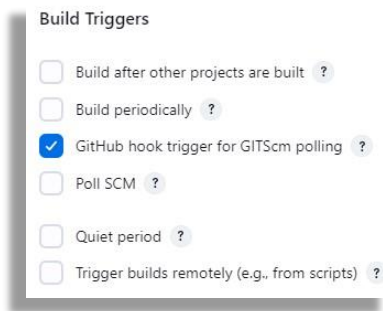 Build Triggers
Build after other projects are built ?
Build periodically ?
GitHub hook trigger for GITScm polling ?
Poll SCM ?
Quiet period ?
Trigger builds remotely (e.g., from scripts) ?